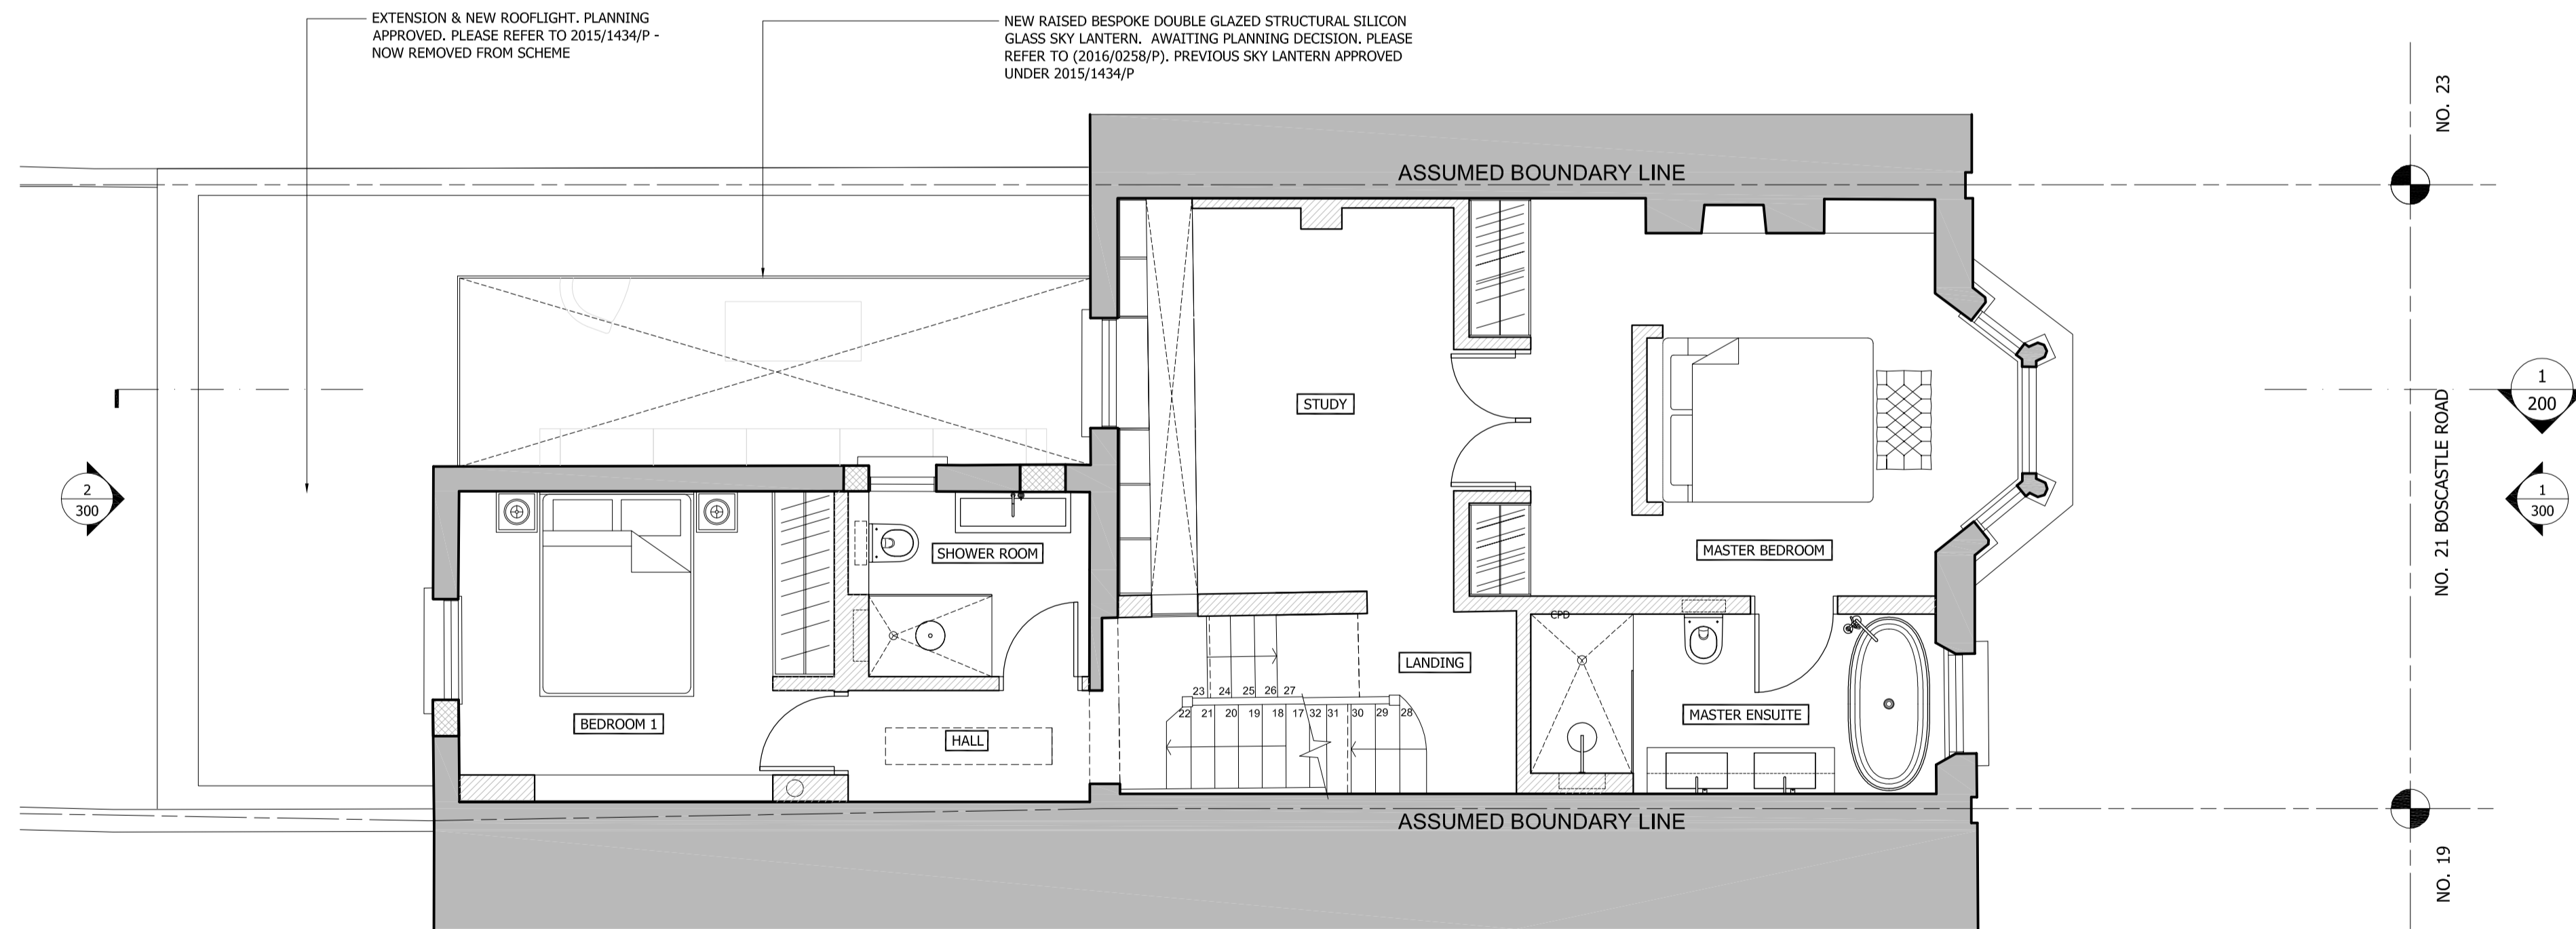 EXTENSION & NEW ROOFLIGHT. PLANNING
APPROVED. PLEASE REFER TO 2015/1434/P -
NOW REMOVED FROM SCHEME
NEW RAISED BESPOKE DOUBLE GLAZED STRUCTURAL SILICON
GLASS SKY LANTERN. AWAITING PLANNING DECISION. PLEASE
REFER TO (2016/0258/P). PREVIOUS SKY LANTERN APPROVED
UNDER 2015/1434/P
NO. 23
ASSUMED BOUNDARY LINE
1
200
NO. 21 BOSCASTLE ROAD
STUDY
2
300
1
300
SHOWER ROOM
MASTER BEDROOM
CPD
LANDING
23 24 25 26 27
22 21 20 19 18 17 32 31 30 29 28
BEDROOM 1
HALL
MASTER ENSUITE
ASSUMED BOUNDARY LINE
NO. 19